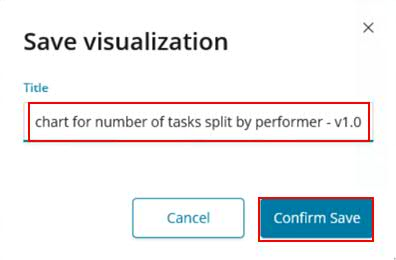 Save visualization
Title
chart for number of tasks split by performer - v1.0
Cancel
Confirm Save